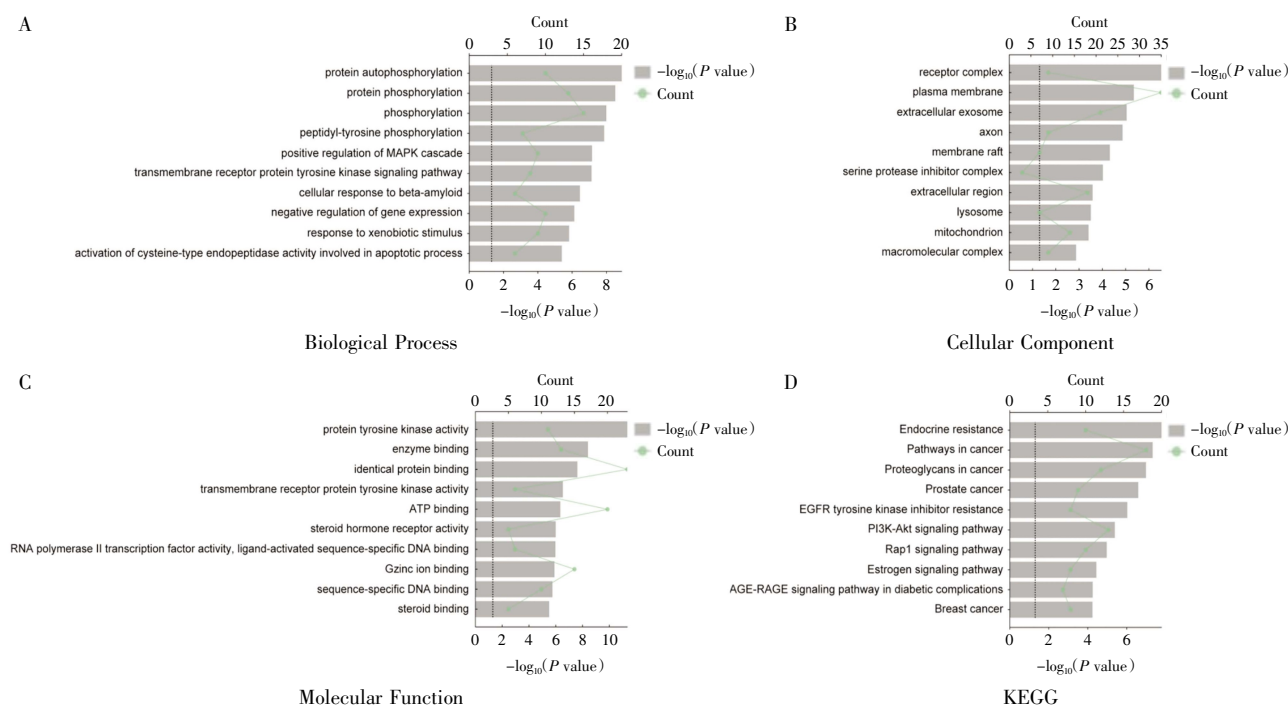 A
Count
0 5 10 15 20
protein autophosphorylation
protein phosphorylation
phosphorylation
peptidyl-tyrosine phosphorylation
positive regulation of MAPK cascade
transmembrane receptor protein tyrosine kinase signaling pathway
cellular response to beta-amyloid
negative regulation of gene expression
response to xenobiotic stimulus
activation of cysteine-type endopeptidase activity involved in apoptotic process
−log₁₀(P value)
Count
0 2 4 6 8
−log₁₀(P value)
Biological Process
B
Count
0 5 10 15 20 25 30 35
receptor complex
plasma membrane
extracellular exosome
axon
membrane raft
serine protease inhibitor complex
extracellular region
lysosome
mitochondrion
macromolecular complex
−log₁₀(P value)
Count
0 1 2 3 4 5 6
−log₁₀(P value)
Cellular Component
C
Count
0 5 10 15 20
protein tyrosine kinase activity
enzyme binding
identical protein binding
transmembrane receptor protein tyrosine kinase activity
ATP binding
steroid hormone receptor activity
RNA polymerase II transcription factor activity, ligand-activated sequence-specific DNA binding
Gzinc ion binding
sequence-specific DNA binding
steroid binding
−log₁₀(P value)
Count
0 2 4 6 8 10
−log₁₀(P value)
Molecular Function
D
Count
0 5 10 15 20
Endocrine resistance
Pathways in cancer
Proteoglycans in cancer
Prostate cancer
EGFR tyrosine kinase inhibitor resistance
PI3K-Akt signaling pathway
Rap1 signaling pathway
Estrogen signaling pathway
AGE-RAGE signaling pathway in diabetic complications
Breast cancer
−log₁₀(P value)
Count
0 2 4 6
−log₁₀(P value)
KEGG